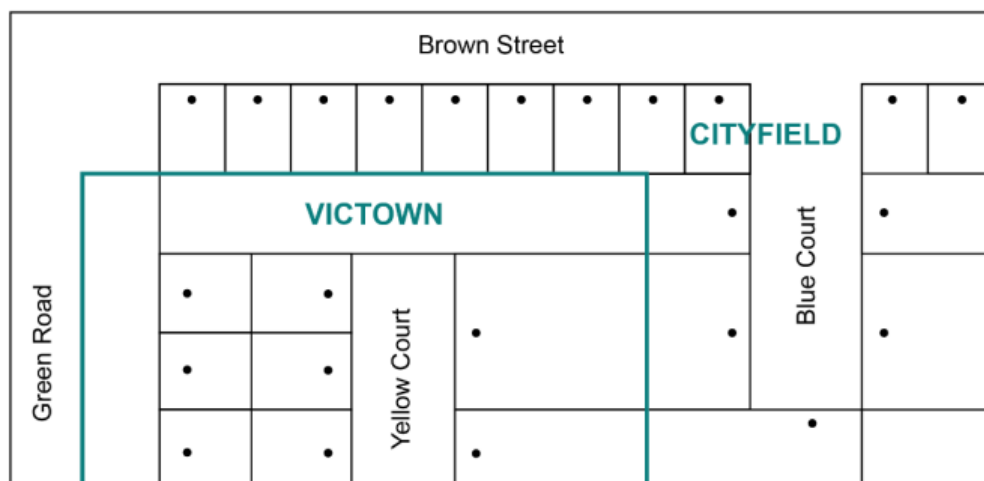 Brown Street
CITYFIELD
VICTOWN
Blue Court
Green Road
Yellow Court